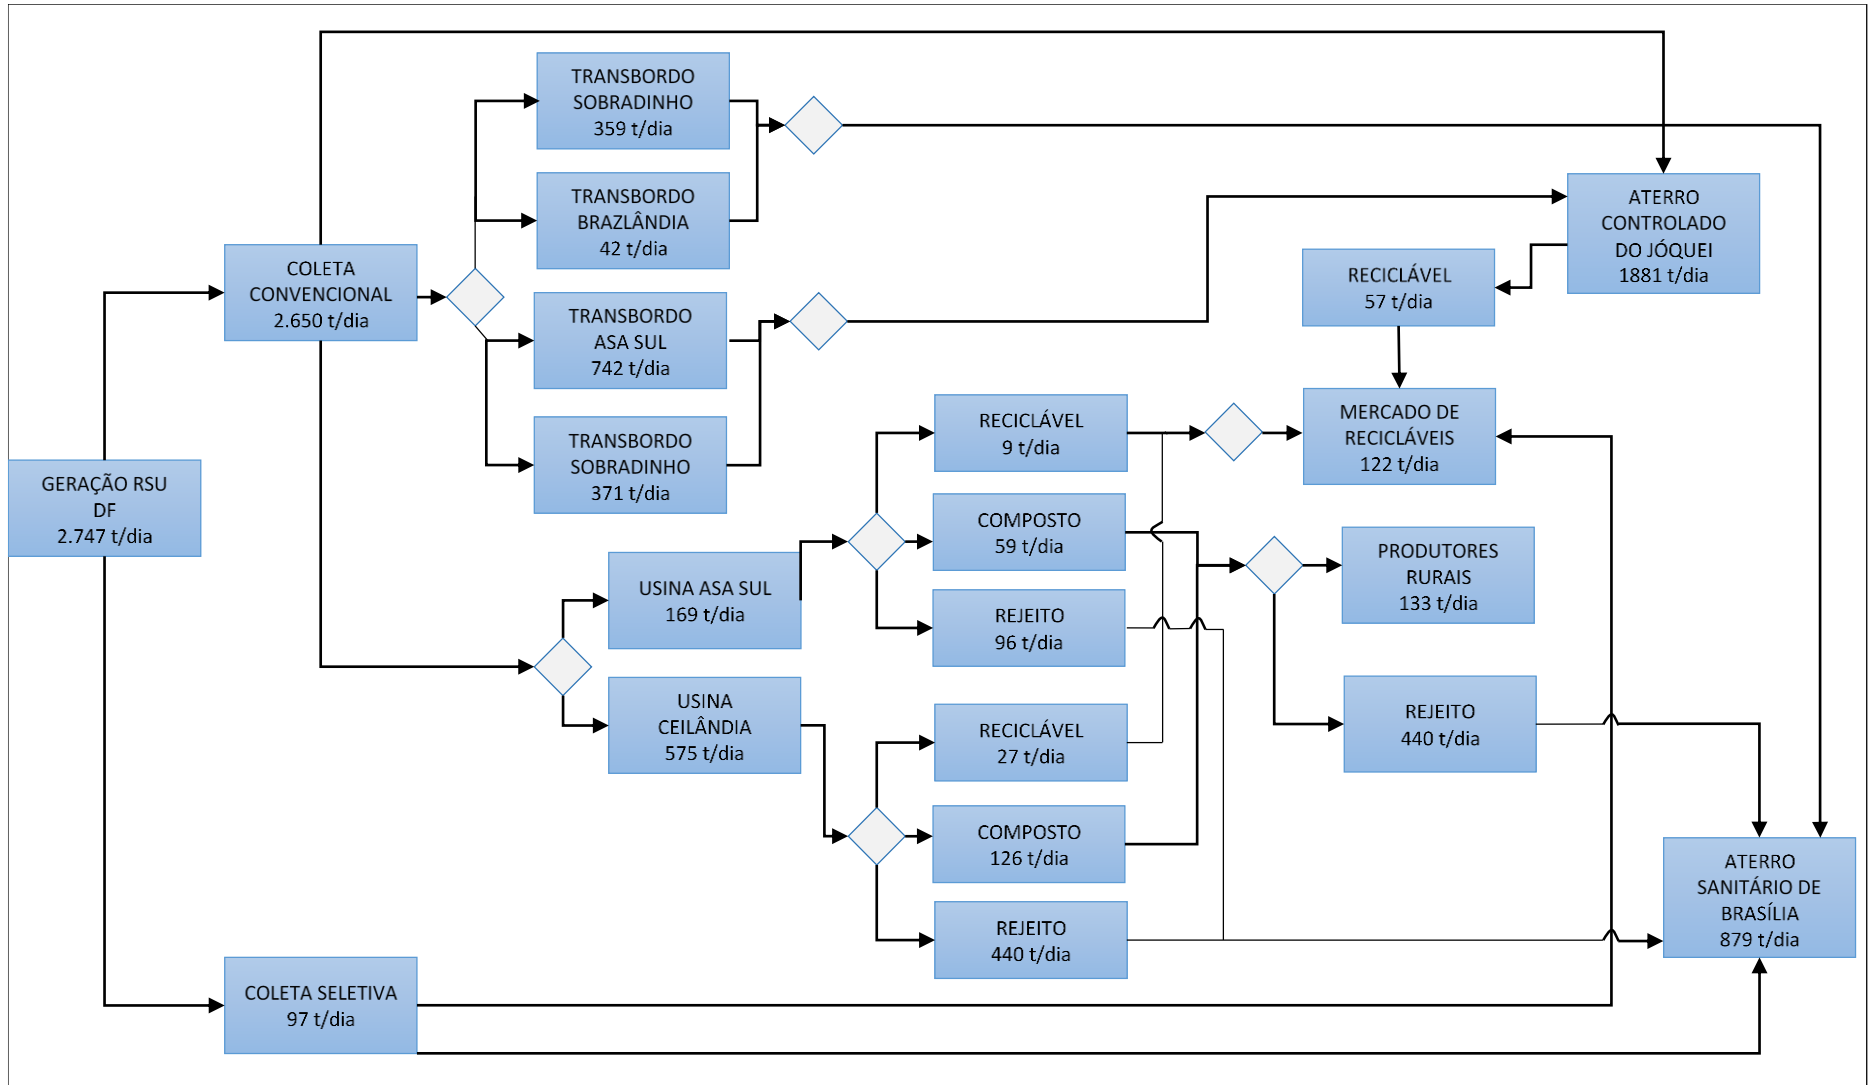 GERAÇÃO RSU
DF
2.747 t/dia
COLETA
CONVENCIONAL
2.650 t/dia
COLETA SELETIVA
97 t/dia
TRANSBORDO
SOBRADINHO
359 t/dia
TRANSBORDO
BRAZLÂNDIA
42 t/dia
TRANSBORDO
ASA SUL
742 t/dia
TRANSBORDO
SOBRADINHO
371 t/dia
USINA ASA SUL
169 t/dia
USINA
CEILÂNDIA
575 t/dia
RECICLÁVEL
9 t/dia
COMPOSTO
59 t/dia
REJEITO
96 t/dia
RECICLÁVEL
27 t/dia
COMPOSTO
126 t/dia
REJEITO
440 t/dia
RECICLÁVEL
57 t/dia
MERCADO DE
RECICLÁVEIS
122 t/dia
PRODUTORES
RURAIS
133 t/dia
REJEITO
440 t/dia
ATERRO
CONTROLADO
DO JÓQUEI
1881 t/dia
ATERRO
SANITÁRIO DE
BRASÍLIA
879 t/dia